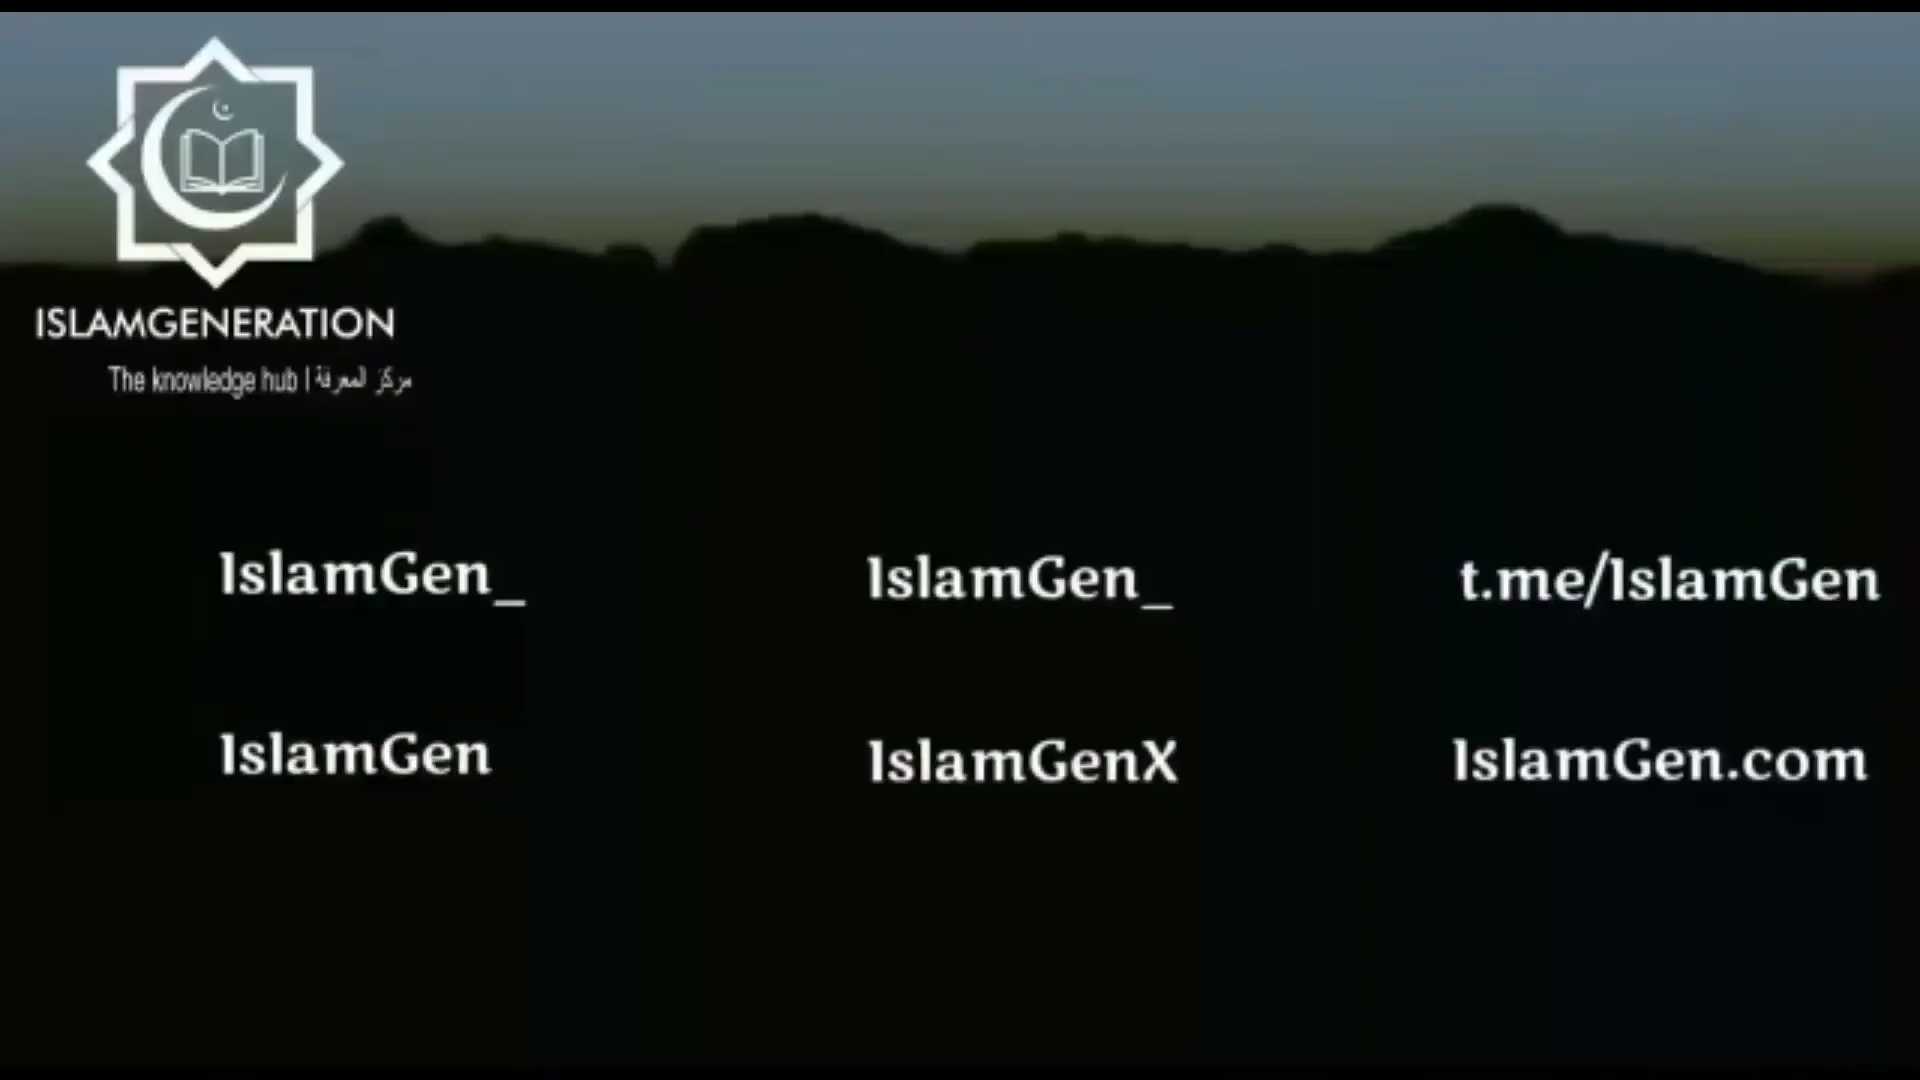 ISLAMGENERATION
The knowledge hub | مركز المعرفة
IslamGen_ IslamGen_ t.me/IslamGen
IslamGen IslamGenX IslamGen.com